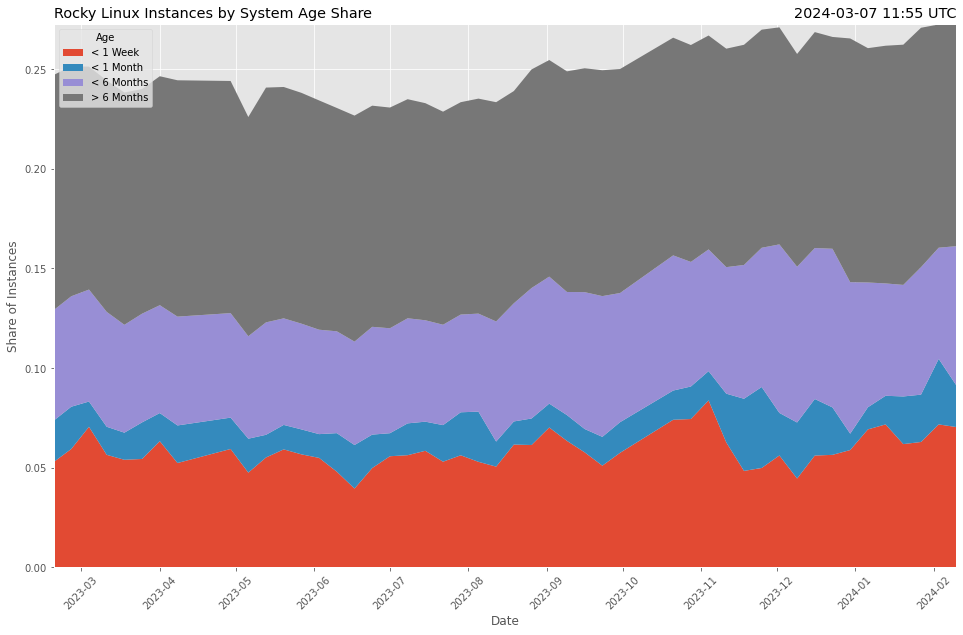 Rocky Linux Instances by System Age Share
2024-03-07 11:55 UTC
Age
< 1 Week
< 1 Month
< 6 Months
> 6 Months
Share of Instances
0.25
0.20
0.15
0.10
0.05
0.00
2023-03
2023-04
2023-05
2023-06
2023-07
2023-08
2023-09
2023-10
2023-11
2023-12
2024-01
2024-02
Date